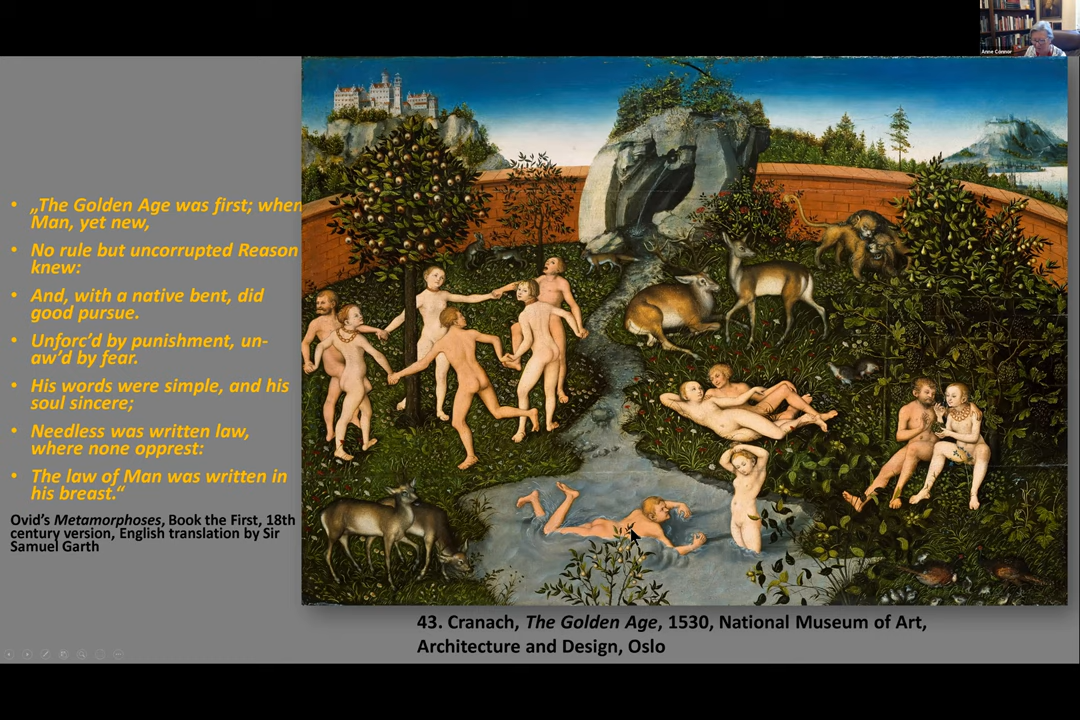 Anne Connor
• „The Golden Age was first; when
Man, yet new,
• No rule but uncorrupted Reason
knew:
• And, with a native bent, did
good pursue.
• Unforc’d by punishment, un-
aw’d by fear.
• His words were simple, and his
soul sincere;
• Needless was written law,
where none opprest:
• The law of Man was written in
his breast.“
Ovid’s Metamorphoses, Book the First, 18th
century version, English translation by Sir
Samuel Garth
43. Cranach, The Golden Age, 1530, National Museum of Art,
Architecture and Design, Oslo